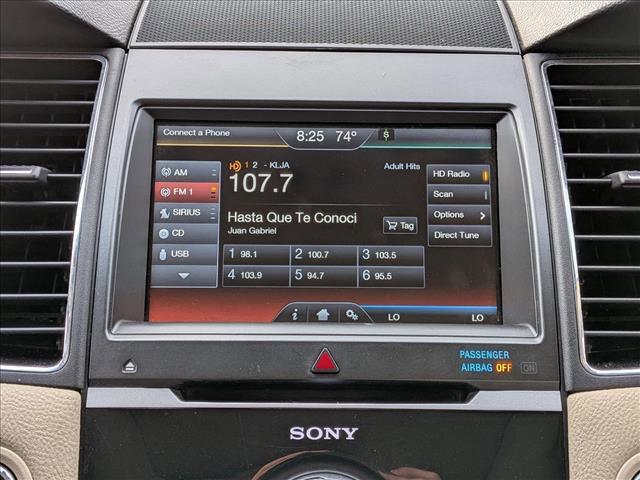 Connect a Phone 8:25 74° $
AM
FM 1
SIRIUS
CD
USB
HD 1 2 - KLJA
Adult Hits
107.7
Hasta Que Te Conoci
Juan Gabriel
Tag
1 98.1 2 100.7 3 103.5
4 103.9 5 94.7 6 95.5
HD Radio
Scan
Options
Direct Tune
i LO LO
PASSENGER
AIRBAG OFF ON
SONY